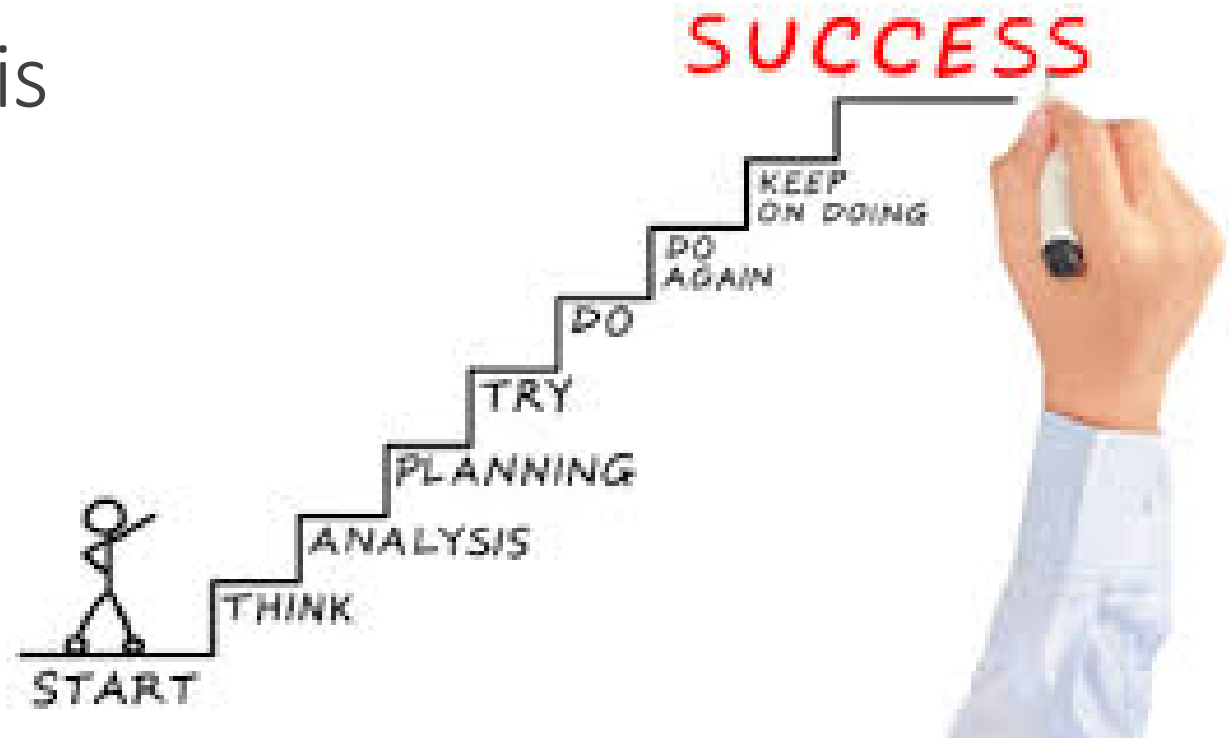 is
SUCCESS
KEEP
ON DOING
DO
AGAIN
DO
TRY
PLANNING
ANALYSIS
THINK
START